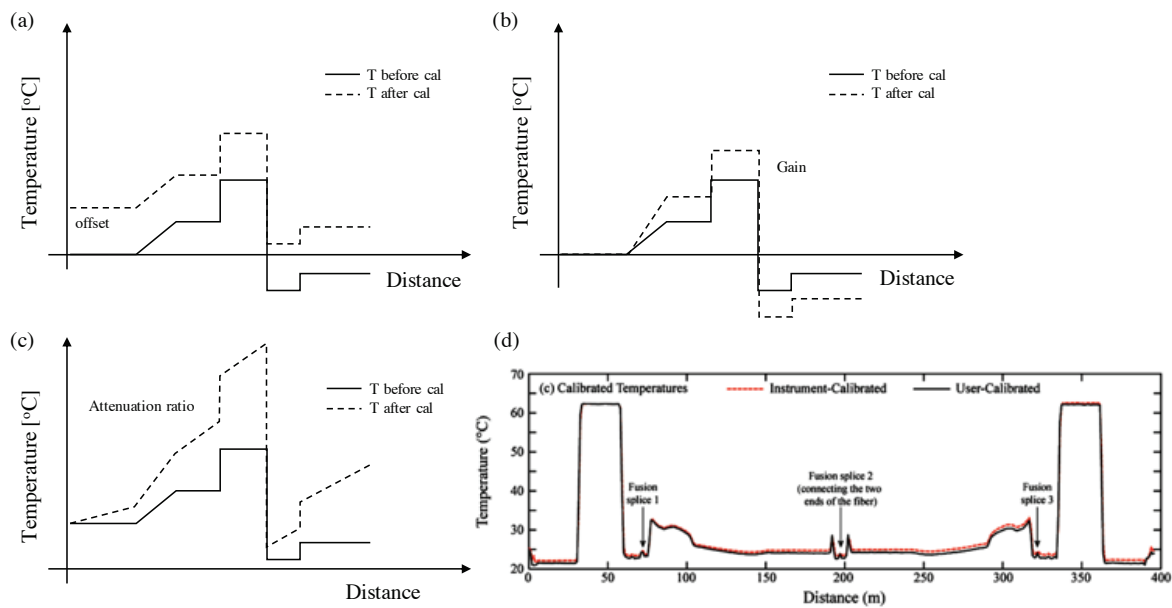 (a)
Temperature [°C]
T before cal
T after cal
offset
Distance
(b)
Temperature [°C]
T before cal
T after cal
Gain
Distance
(c)
Temperature [°C]
T before cal
T after cal
Attenuation ratio
Distance
(d)
70
60
50
40
30
20
Temperature (°C)
(c) Calibrated Temperatures
Instrument-Calibrated
User-Calibrated
Fusion
splice 1
Fusion splice 2
(connecting the two
ends of the fiber)
Fusion
splice 3
0 50 100 150 200 250 300 350 400
Distance (m)